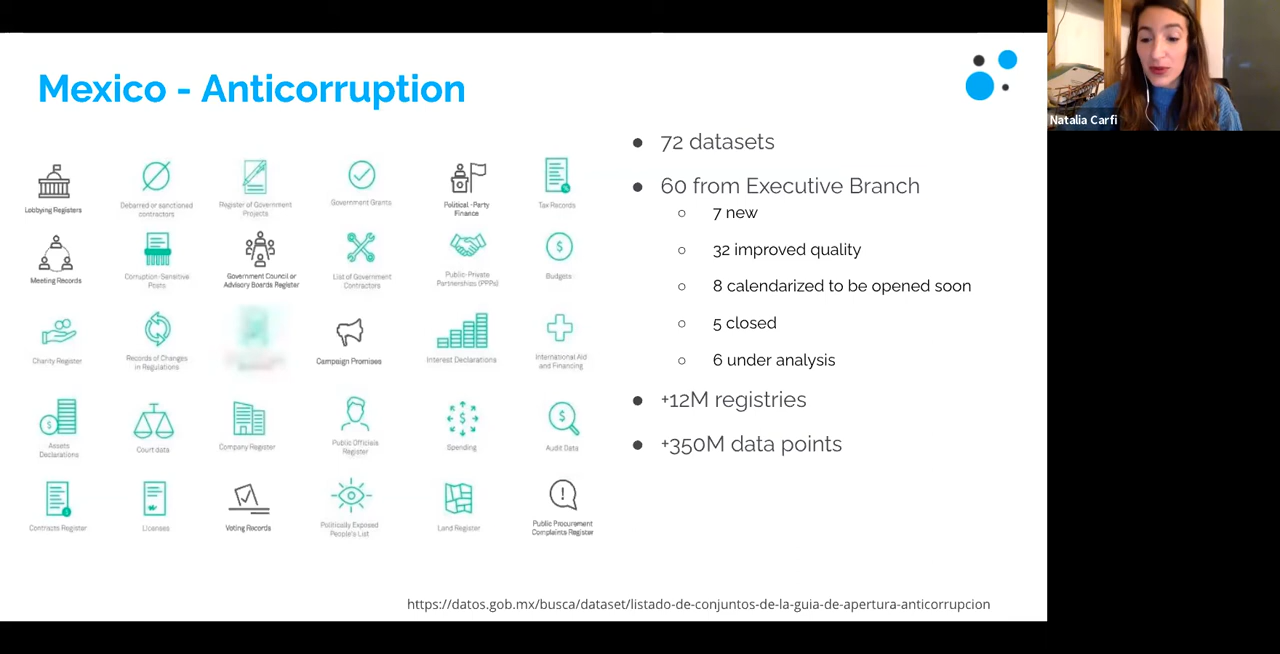 Mexico - Anticorruption
Natalia Carfi
Lobbying Registers
Debarred or sanctioned
contractors
Register of Government
Projects
Government Grants
Political -Party
Finance
Tax Records
Meeting Records
Corruption-Sensitive
Posts
Government Council or
Advisory Boards Register
List of Government
Contractors
Public-Private
Partnerships (PPPs)
Budgets
Charity Register
Records of Changes
in Regulations
Campaign Promises
Interest Declarations
International Aid
and Financing
Assets
Declarations
Court data
Company Register
Public Officials
Register
Spending
Audit Data
Contracts Register
Licenses
Voting Records
Politically Exposed
People's List
Land Register
Public Procurement
Complaints Register
● 72 datasets
● 60 from Executive Branch
○ 7 new
○ 32 improved quality
○ 8 calendarized to be opened soon
○ 5 closed
○ 6 under analysis
● +12M registries
● +350M data points
https://datos.gob.mx/busca/dataset/listado-de-conjuntos-de-la-guia-de-apertura-anticorrupcion